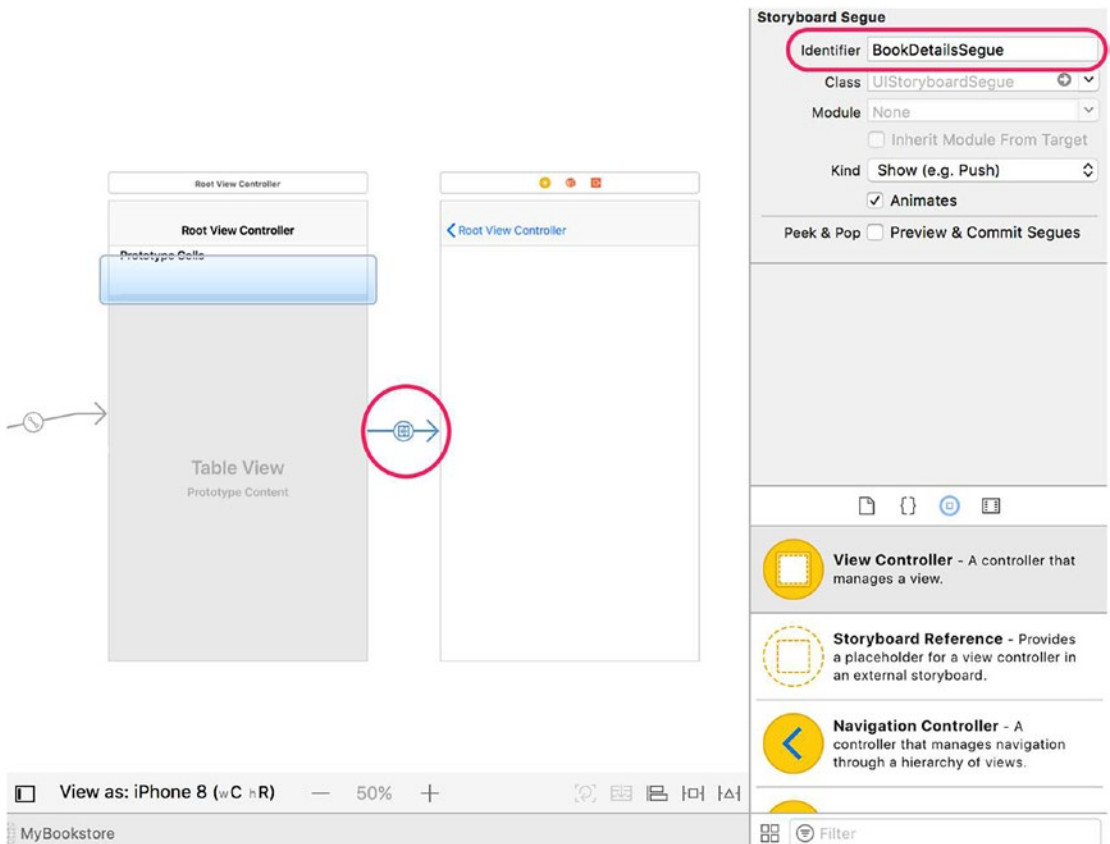 Storyboard Segue
Identifier BookDetailsSegue
Class UIStoryboardSegue
Module None
Inherit Module From Target
Kind Show (e.g. Push)
Animates
Peek & Pop Preview & Commit Segues
Root View Controller
Root View Controller
Prototype Cells
Table View
Prototype Content
Root View Controller
{}
View Controller - A controller that
manages a view.
Storyboard Reference - Provides
a placeholder for a view controller in
an external storyboard.
Navigation Controller - A
controller that manages navigation
through a hierarchy of views.
View as: iPhone 8 (wC hR) — 50% +
MyBookstore
Filter